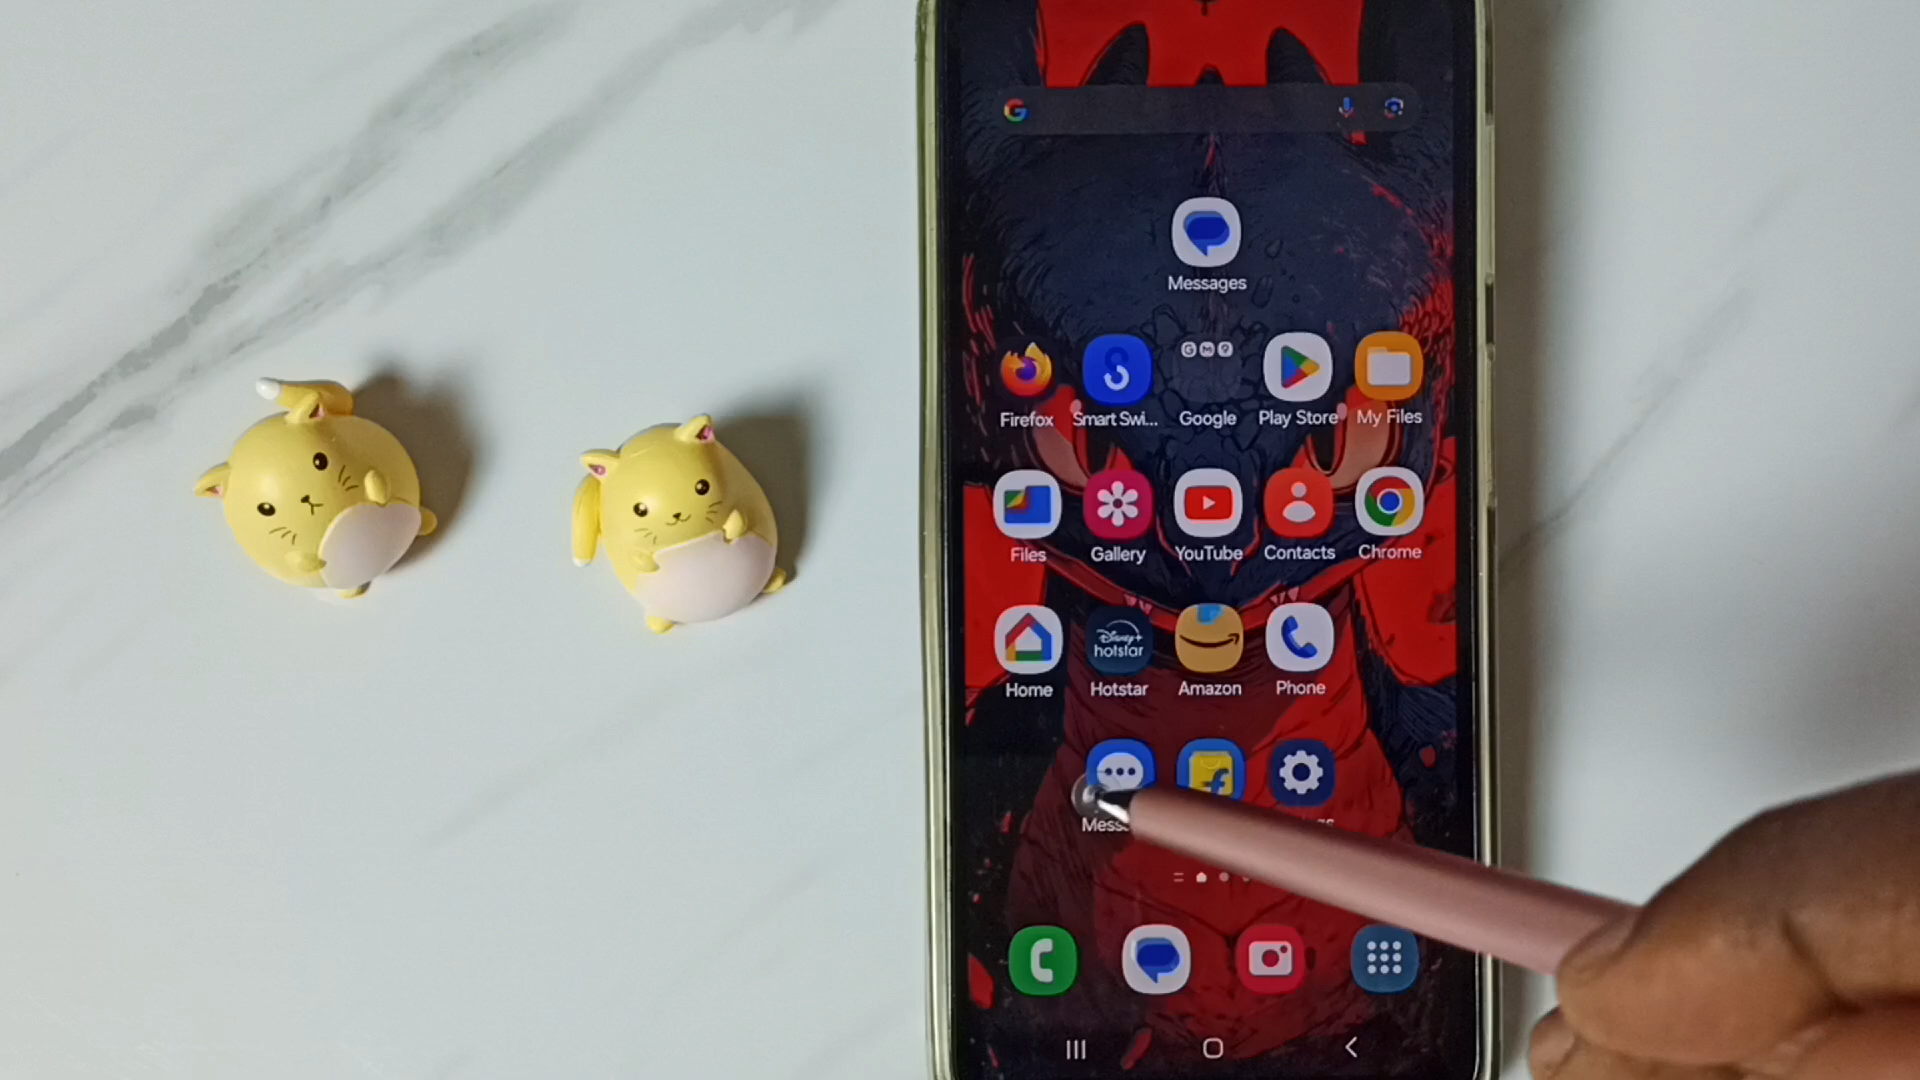 Messages
Firefox
Smart Swi...
Google
Play Store
My Files
Files
Gallery
YouTube
Contacts
Chrome
Disney+
hotstar
Home
Hotstar
Amazon
Phone